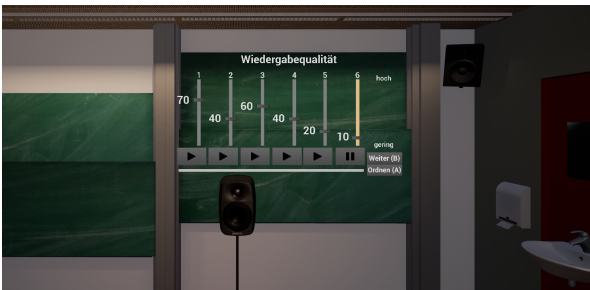 Wiedergabequalität
1 2 3 4 5 6 hoch
70
60
40 40
20
10
gering
Weiter (B)
Ordnen (A)